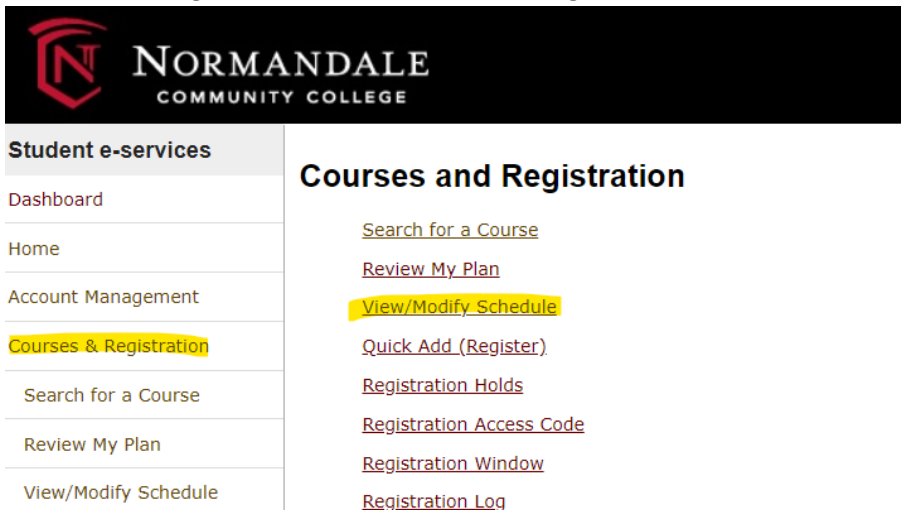 NORMANDALE
COMMUNITY COLLEGE
Student e-services
Dashboard
Home
Account Management
Courses & Registration
Search for a Course
Review My Plan
View/Modify Schedule
Courses and Registration
Search for a Course
Review My Plan
View/Modify Schedule
Quick Add (Register)
Registration Holds
Registration Access Code
Registration Window
Registration Log